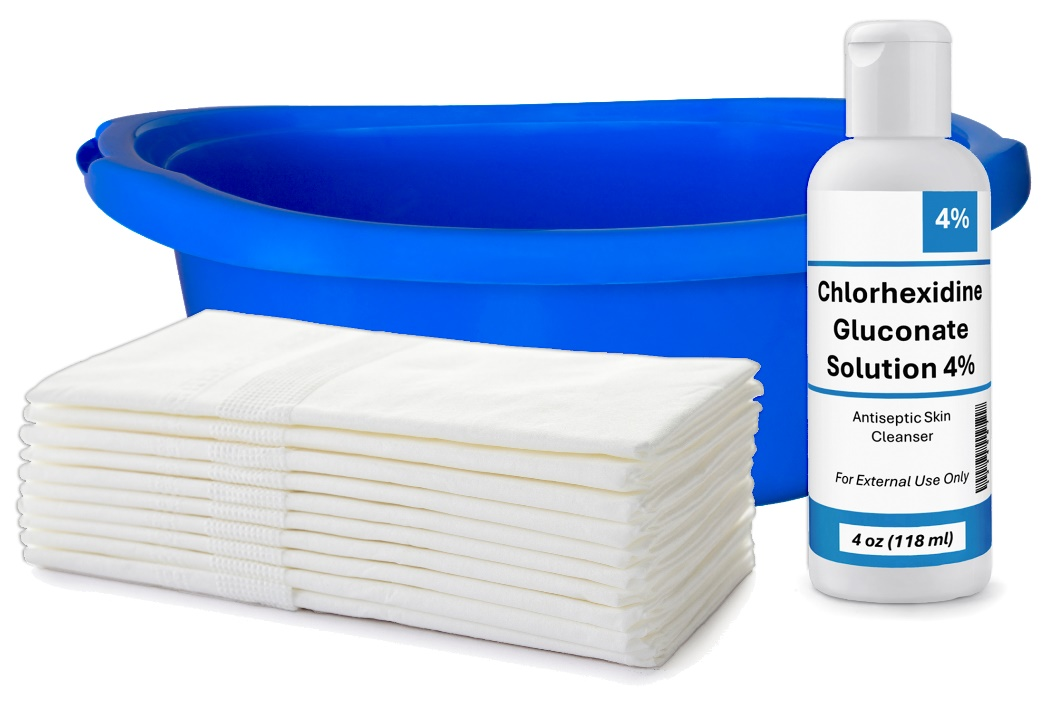 4%
Chlorhexidine
Gluconate
Solution 4%
Antiseptic Skin
Cleanser
For External Use Only
4 oz (118 ml)